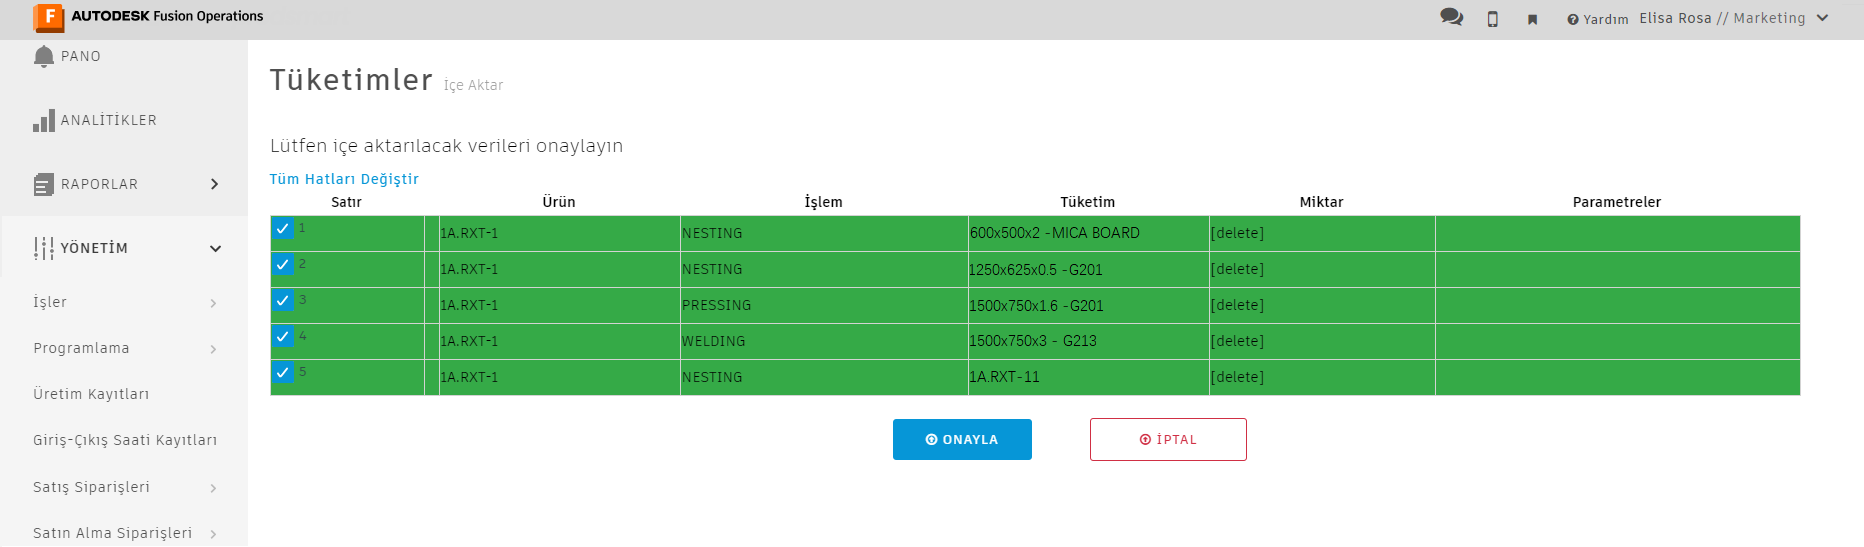 AUTODESK Fusion Operations
Yardım Elisa Rosa // Marketing
PANO
ANALİTİKLER
RAPORLAR
YÖNETİM
İşler
Programlama
Üretim Kayıtları
Giriş-Çıkış Saati Kayıtları
Satış Siparişleri
Satın Alma Siparişleri
Tüketimler İçe Aktar
Lütfen içe aktarılacak verileri onaylayın
Tüm Hatları Değiştir
Satır Ürün İşlem Tüketim Miktar Parametreler
1 1A.RXT-1 NESTING 600x500x2 -MICA BOARD [delete]
2 1A.RXT-1 NESTING 1250x625x0.5 -G201 [delete]
3 1A.RXT-1 PRESSING 1500x750x1.6 -G201 [delete]
4 1A.RXT-1 WELDING 1500x750x3 - G213 [delete]
5 1A.RXT-1 NESTING 1A.RXT-11 [delete]
ONAYLA İPTAL